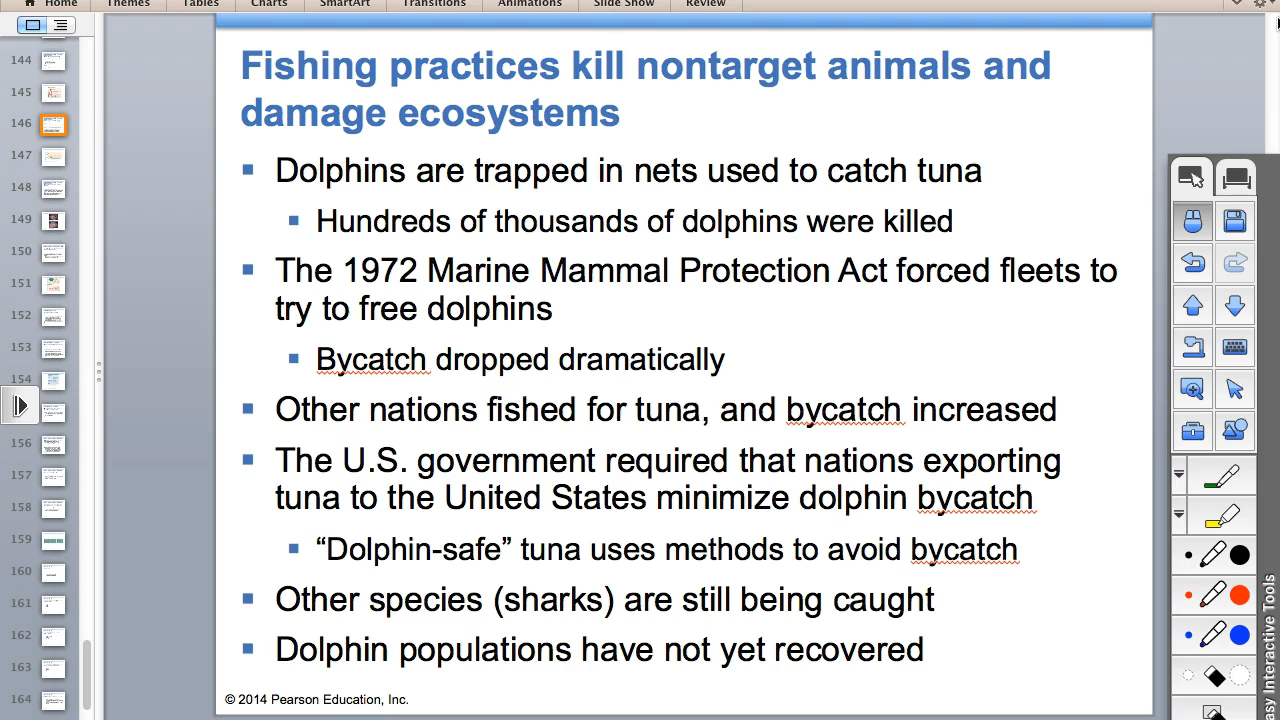 Home Themes Tables Charts SmartArt Transitions Animations Slide Show Review
144
145
146
147
148
149
150
151
152
153
154
156
157
158
159
160
161
162
163
164
Fishing practices kill nontarget animals and
damage ecosystems
Dolphins are trapped in nets used to catch tuna
Hundreds of thousands of dolphins were killed
The 1972 Marine Mammal Protection Act forced fleets to
try to free dolphins
Bycatch dropped dramatically
Other nations fished for tuna, and bycatch increased
The U.S. government required that nations exporting
tuna to the United States minimize dolphin bycatch
“Dolphin-safe” tuna uses methods to avoid bycatch
Other species (sharks) are still being caught
Dolphin populations have not yet recovered
© 2014 Pearson Education, Inc.
Interactive Tools